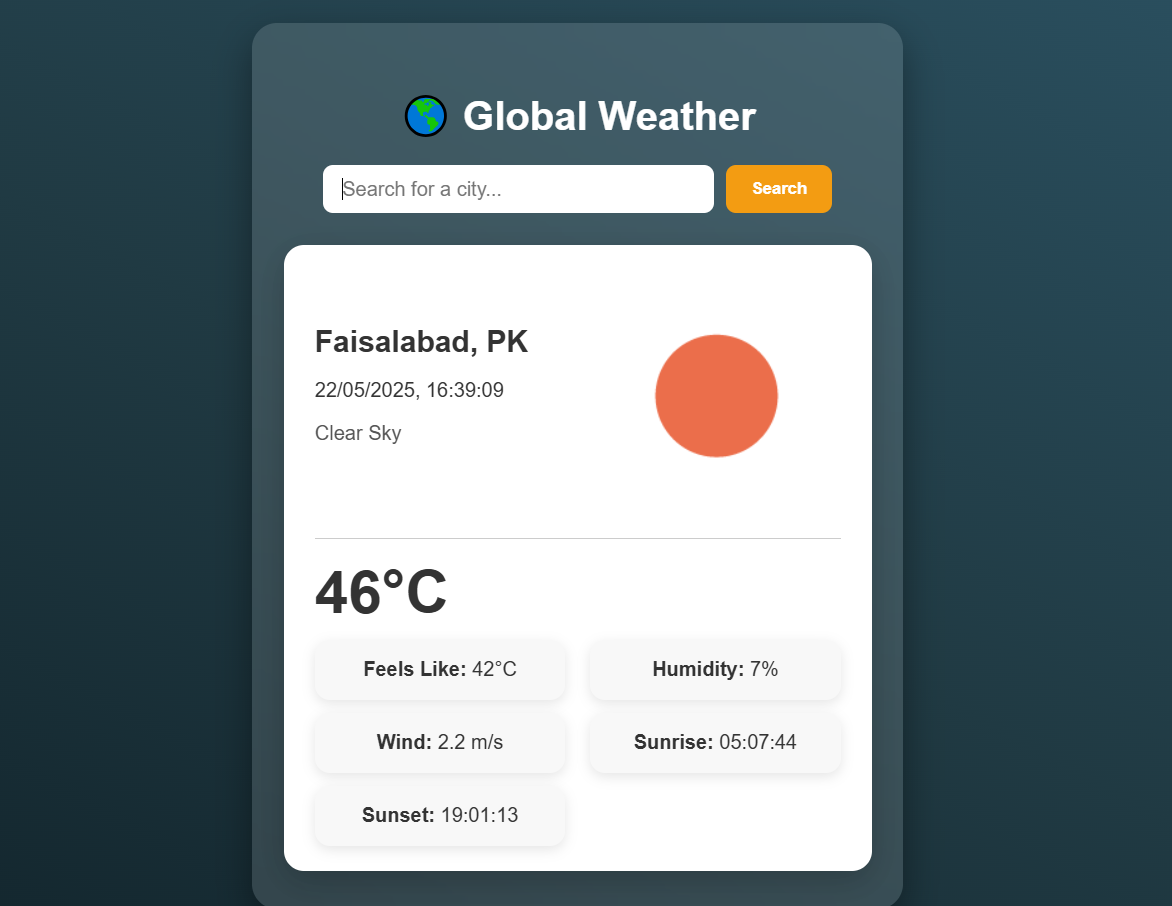 Global Weather
Search for a city...
Search
Faisalabad, PK
22/05/2025, 16:39:09
Clear Sky
46°C
Feels Like: 42°C
Humidity: 7%
Wind: 2.2 m/s
Sunrise: 05:07:44
Sunset: 19:01:13